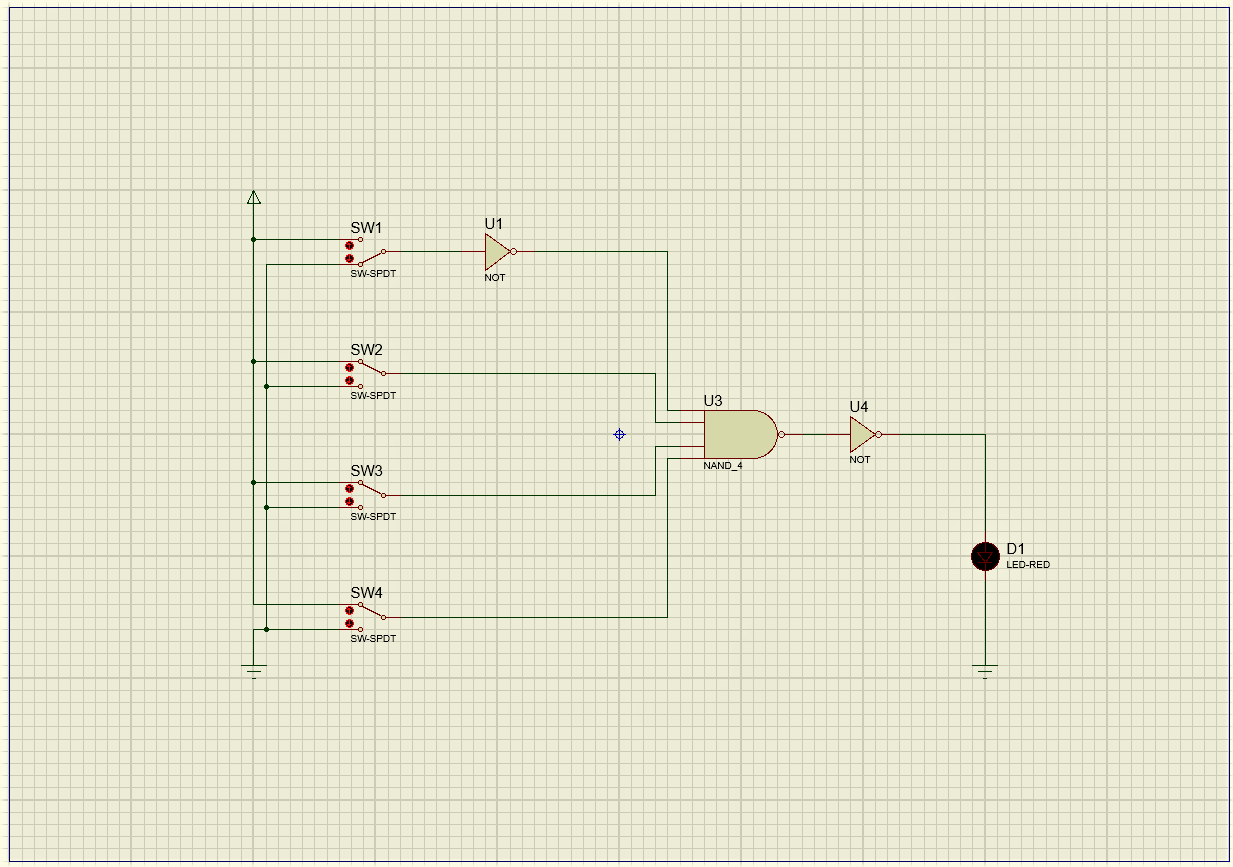 SW1
SW-SPDT
U1
NOT
SW2
SW-SPDT
U3
NAND_4
U4
NOT
SW3
SW-SPDT
D1
LED-RED
SW4
SW-SPDT